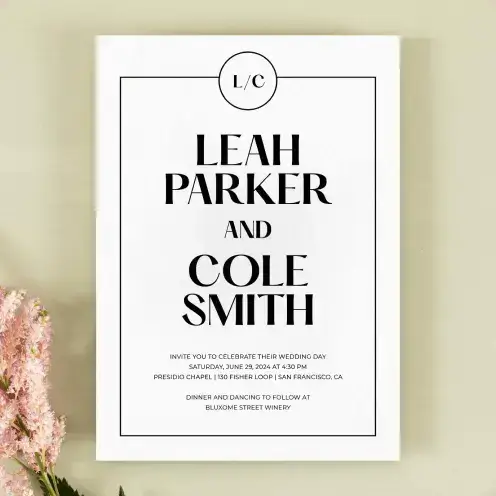 L/C
LEAH
PARKER
AND
COLE
SMITH
INVITE YOU TO CELEBRATE THEIR WEDDING DAY
SATURDAY, JUNE 29, 2024 AT 4:30 PM
PRESIDIO CHAPEL | 130 FISHER LOOP | SAN FRANCISCO, CA
DINNER AND DANCING TO FOLLOW AT
BLUXOME STREET WINERY